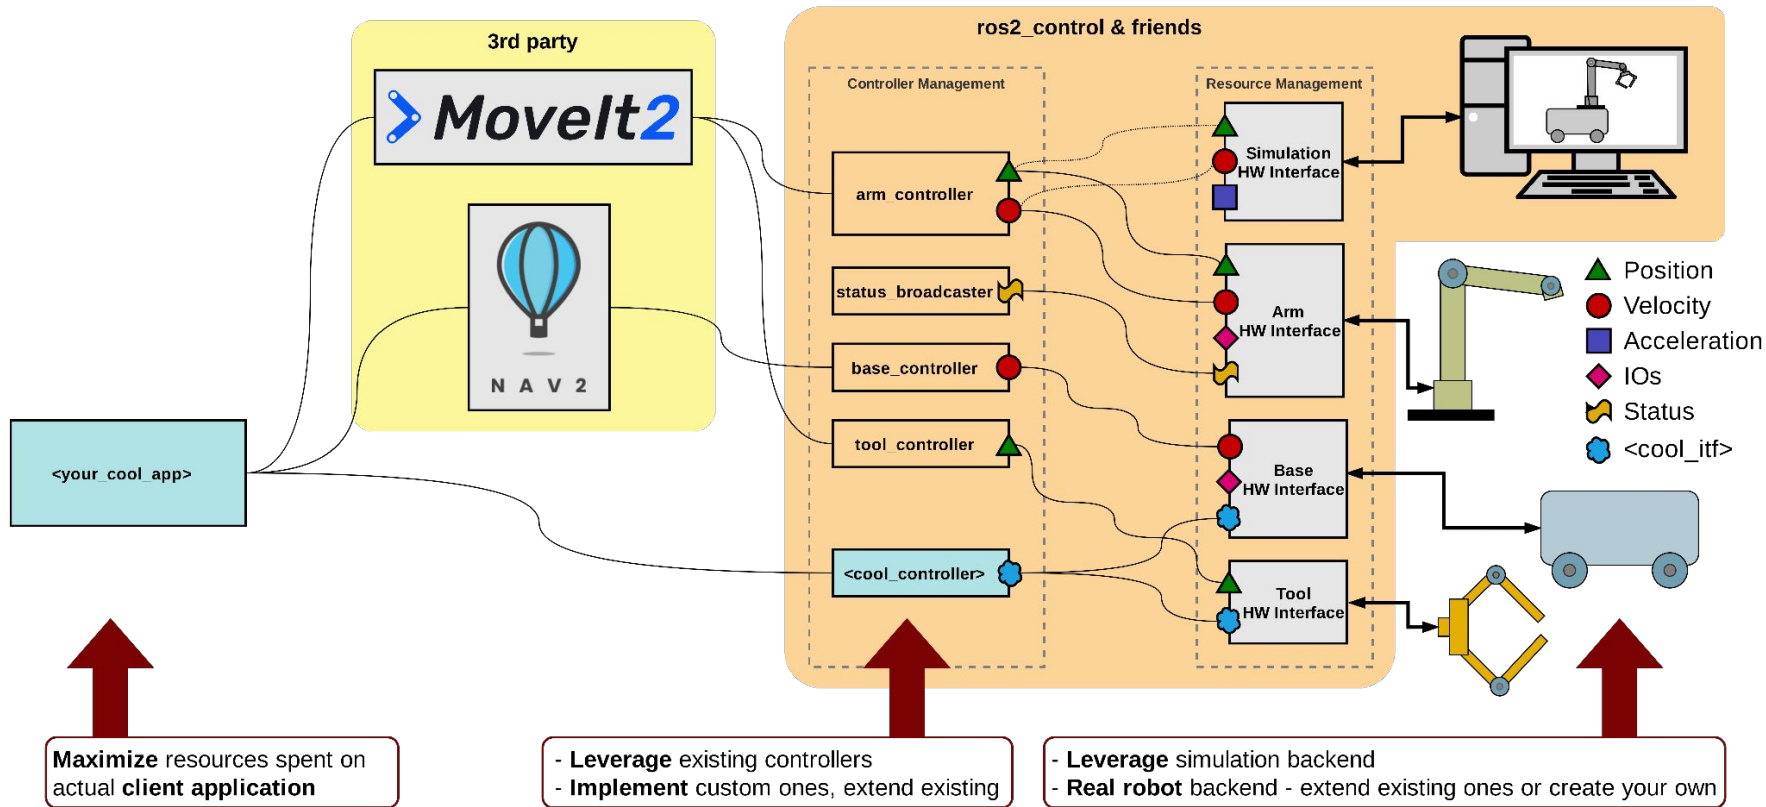 3rd party
MoveIt2
NAV2
ros2_control & friends
Controller Management
Resource Management
arm_controller
status_broadcaster
base_controller
tool_controller
<cool_controller>
Simulation
HW Interface
Arm
HW Interface
Base
HW Interface
Tool
HW Interface
Position
Velocity
Acceleration
IOs
Status
<cool_itf>
<your_cool_app>
Maximize resources spent on
actual client application
- Leverage existing controllers
- Implement custom ones, extend existing
- Leverage simulation backend
- Real robot backend - extend existing ones or create your own